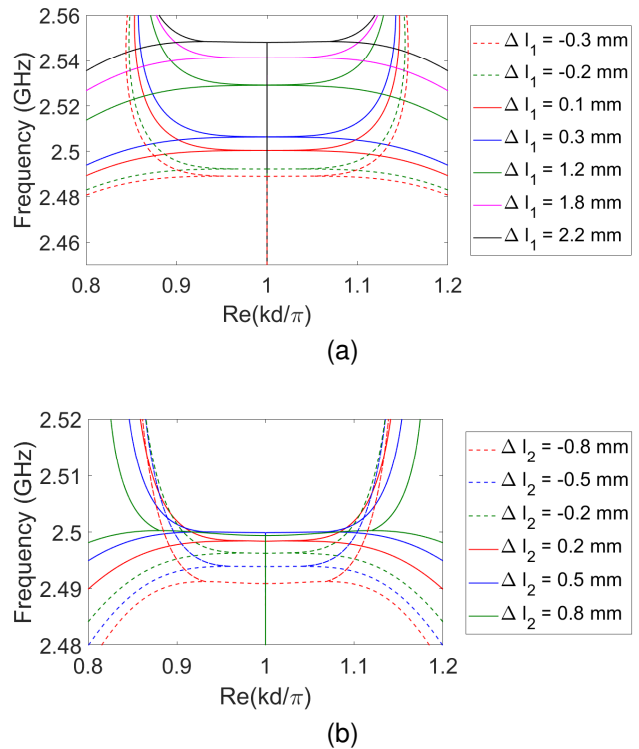 2.56
2.54
2.52
2.5
2.48
2.46
Frequency (GHz)
0.8 0.9 1 1.1 1.2
Re(kd/π)
Δ l1 = -0.3 mm
Δ l1 = -0.2 mm
Δ l1 = 0.1 mm
Δ l1 = 0.3 mm
Δ l1 = 1.2 mm
Δ l1 = 1.8 mm
Δ l1 = 2.2 mm
(a)
2.52
2.51
2.5
2.49
2.48
Frequency (GHz)
0.8 0.9 1 1.1 1.2
Re(kd/π)
Δ l2 = -0.8 mm
Δ l2 = -0.5 mm
Δ l2 = -0.2 mm
Δ l2 = 0.2 mm
Δ l2 = 0.5 mm
Δ l2 = 0.8 mm
(b)